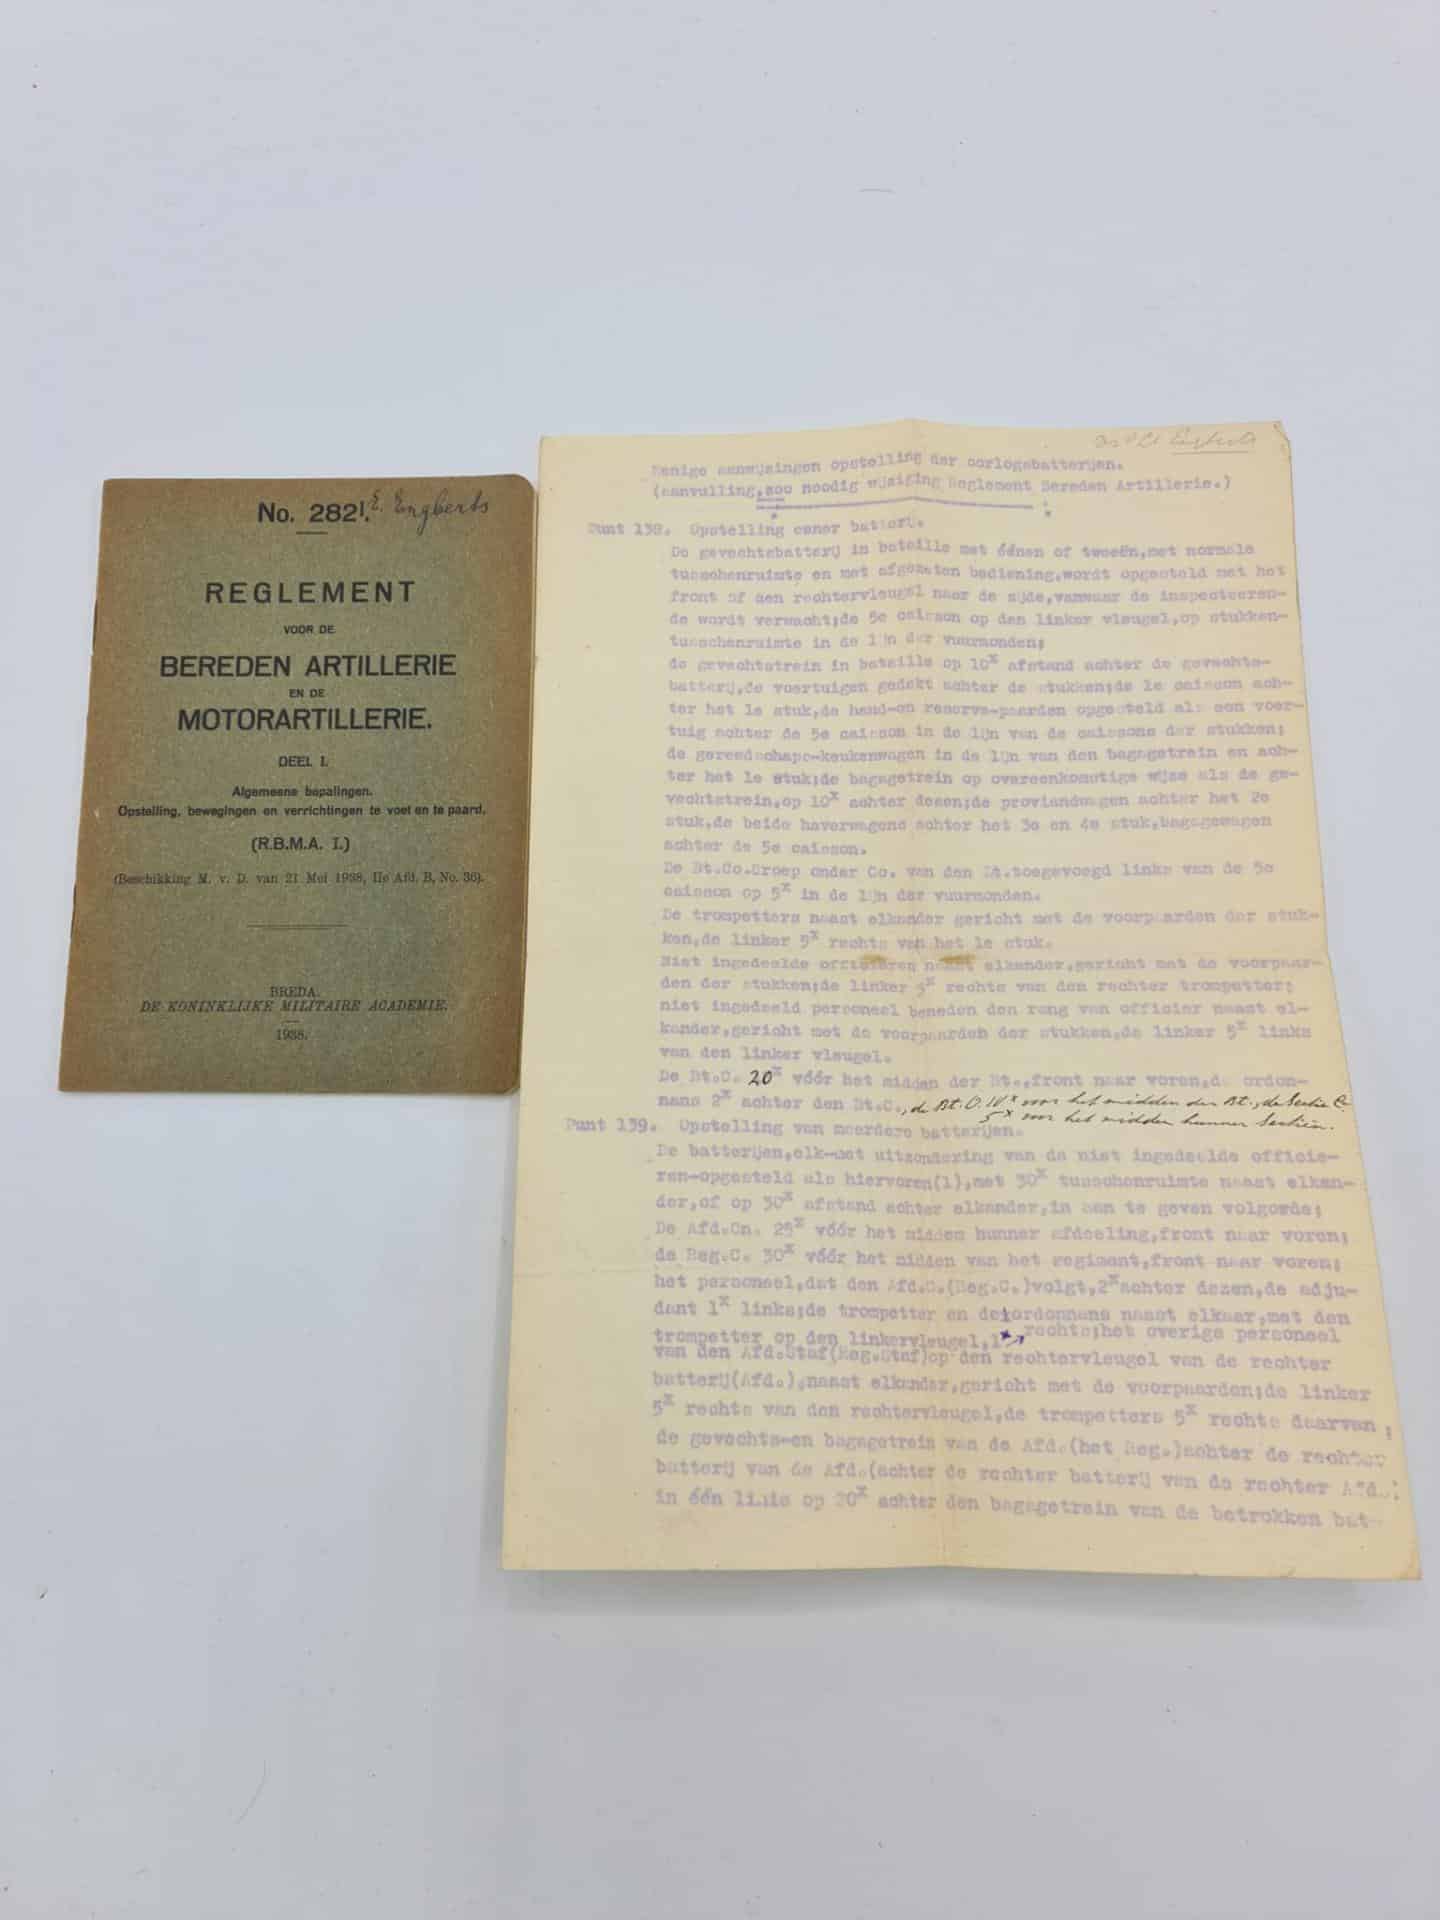 No. 282¹. E. Engberts
REGLEMENT
VOOR DE
BEREDEN ARTILLERIE
EN DE
MOTORARTILLERIE.
DEEL I.
Algemeene bepalingen.
Opstelling, bewegingen en verrichtingen te voet en te paard.
(R.B.M.A. I.)
(Beschikking M. v. D. van 21 Mei 1938, IIe Afd. B, No. 36).
BREDA.
DE KONINKLIJKE MILITAIRE ACADEMIE.
1938.
Engberts
Eenige aanwijzingen opstelling der oorlogsbatterijen.
(aanvulling,zoo noodig wijziging Reglement Bereden Artillerie.)
Punt 138. Opstelling eener batterij.
De gevechtsbatterij in bataille met éénen of tweeën,met normale
tusschenruimte en met afgezeten bediening,wordt opgesteld met het
front of een rechtervleugel naar de zijde,vanwaar de inspecteeren-
de wordt verwacht;de 5e caisson op den linker vleugel,op stukken-
tusschenruimte in de lijn der vuurmonden;
de gevechtstrein in bataille op 10x afstand achter de gevechts-
batterij,de voertuigen gedekt achter de stukken;de 1e caisson ach-
ter het 1e stuk,de hand-en reserve-paarden opgesteld als een voer-
tuig achter de 5e caisson in de lijn van de caissons der stukken;
de gereedschaps-keukenwagen in de lijn van den bagagetrein en ach-
ter het 1e stuk;de bagagetrein op overeenkomstige wijze als de ge-
vechtstrein,op 10x achter dezen;de proviandwagen achter het 2e
stuk,de beide haverwagens achter het 3e en 4e stuk,bagagewagen
achter de 5e caisson.
De Bt.Co.Groep onder Co. van den Lt.toegevoegd links van de 5e
caisson op 5x in de lijn der vuurmonden.
De trompetters naast elkander gericht met de voorpaarden der stuk-
ken,de linker 5x rechts van het 1e stuk.
Niet ingedeelde officieren naast elkander,gericht met de voorpaar-
den der stukken;de linker 5x rechts van den rechter trompetter;
niet ingedeeld personeel beneden den rang van officier naast el-
kander,gericht met de voorpaarden der stukken,de linker 5x links
van den linker vleugel.
De Bt.C. 20x vóór het midden der Bt.,front naar voren,de ordon-
nans 2x achter den Bt.C., de Bt.O. 10x voor het midden der Bt., de Sectie Cn
5x voor het midden hunner Sectiën.
Punt 139. Opstelling van meerdere batterijen.
De batterijen,elk-met uitzondering van de niet ingedeelde officie-
ren-opgesteld als hiervoren(1),met 30x tusschenruimte naast elkan-
der,of op 30x afstand achter elkander,in aan te geven volgorde;
De Afd.Cn. 25x vóór het midden hunner afdeeling,front naar voren;
de Reg.C. 30x vóór het midden van het regiment,front naar voren;
het personeel,dat den Afd.C.(Reg.C.)volgt,2x achter dezen,de adju-
dant 1x links;de trompetter en de ordonnans naast elkaar,met den
trompetter op den linkervleugel,1x rechts;het overige personeel
van den Afd.Staf(Reg.Staf)op den rechtervleugel van de rechter
batterij(Afd.),naast elkander,gericht met de voorpaarden;de linker
5x rechts van den rechtervleugel,de trompetters 5x rechts daarvan;
de gevechts-en bagagetrein van de Afd.(het Reg.)achter de rechter
batterij van de Afd.(achter de rechter batterij van de rechter Afd.)
in één linie op 20x achter den bagagetrein van de betrokken bat-